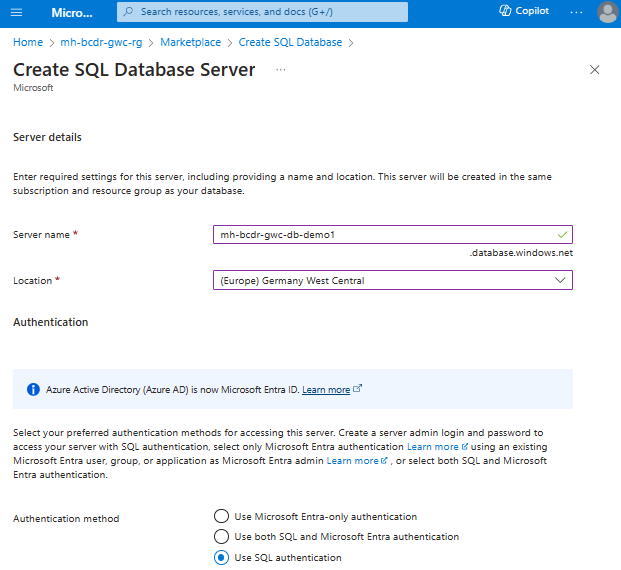 Micro...
Search resources, services, and docs (G+/)
Copilot
...
Home > mh-bcdr-gwc-rg > Marketplace > Create SQL Database >
Create SQL Database Server ...
Microsoft
Server details
Enter required settings for this server, including providing a name and location. This server will be created in the same
subscription and resource group as your database.
Server name *
mh-bcdr-gwc-db-demo1
.database.windows.net
Location *
(Europe) Germany West Central
Authentication
Azure Active Directory (Azure AD) is now Microsoft Entra ID. Learn more
Select your preferred authentication methods for accessing this server. Create a server admin login and password to
access your server with SQL authentication, select only Microsoft Entra authentication Learn more using an existing
Microsoft Entra user, group, or application as Microsoft Entra admin Learn more , or select both SQL and Microsoft
Entra authentication.
Authentication method
Use Microsoft Entra-only authentication
Use both SQL and Microsoft Entra authentication
Use SQL authentication